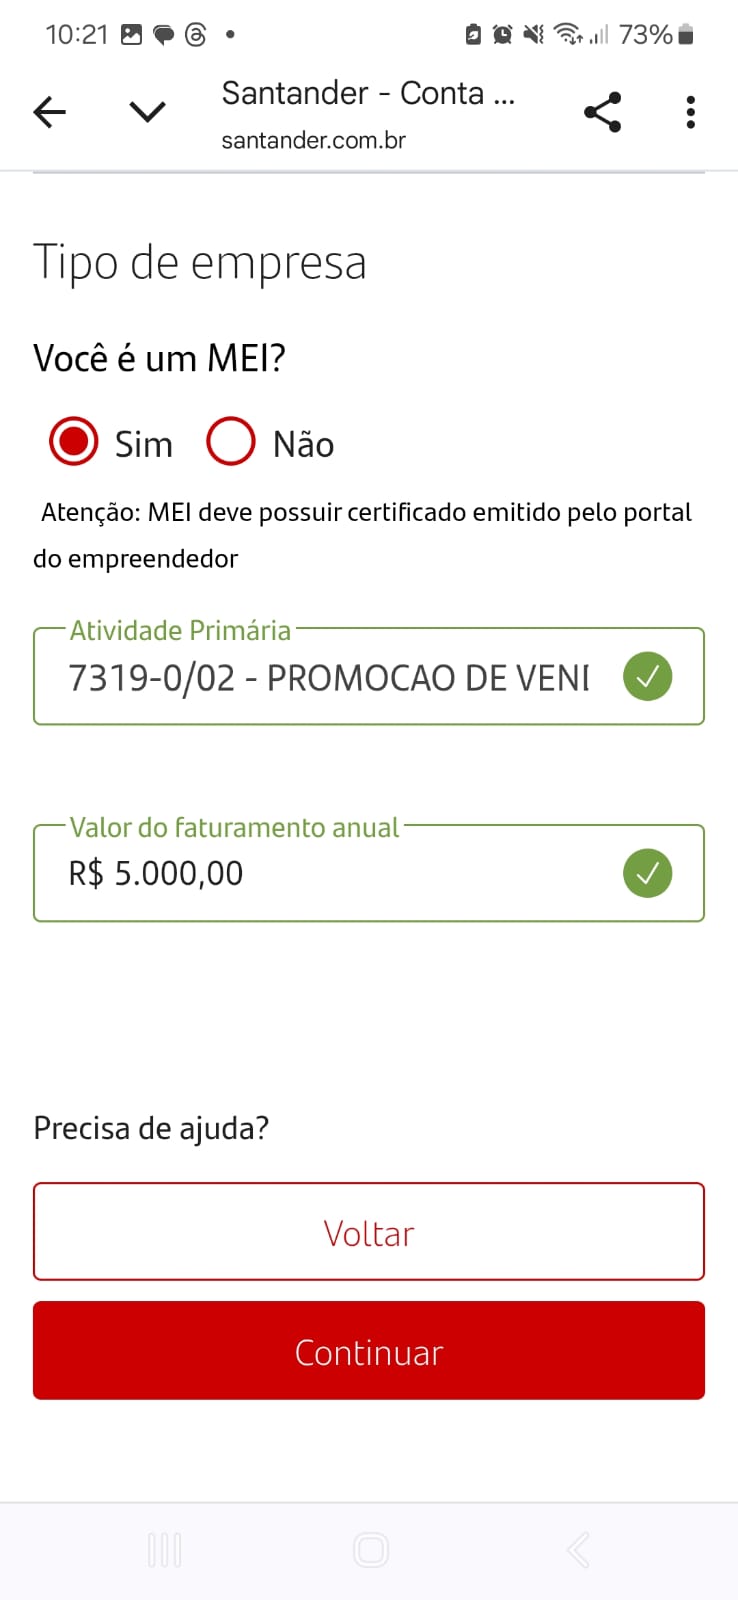 10:21
73%
Santander - Conta ...
santander.com.br
Tipo de empresa
Você é um MEI?
Sim
Não
Atenção: MEI deve possuir certificado emitido pelo portal
do empreendedor
Atividade Primária
7319-0/02 - PROMOCAO DE VEND
Valor do faturamento anual
R$ 5.000,00
Precisa de ajuda?
Voltar
Continuar